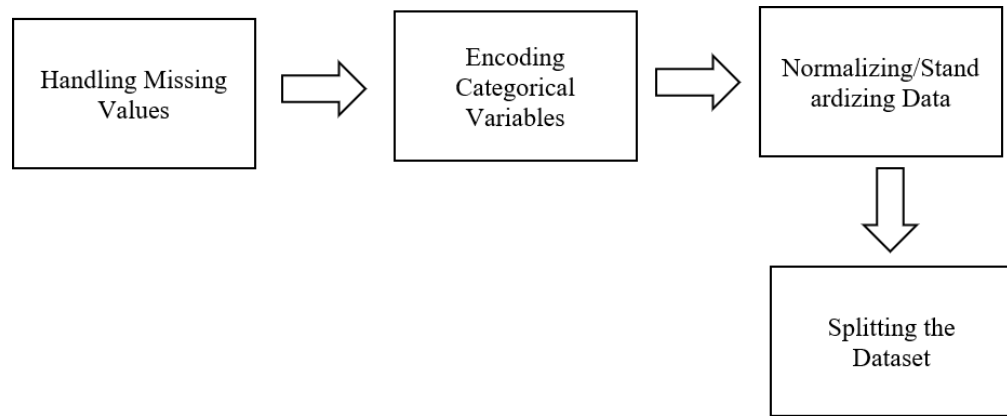 Handling Missing
Values
Encoding
Categorical
Variables
Normalizing/Stand
ardizing Data
Splitting the
Dataset